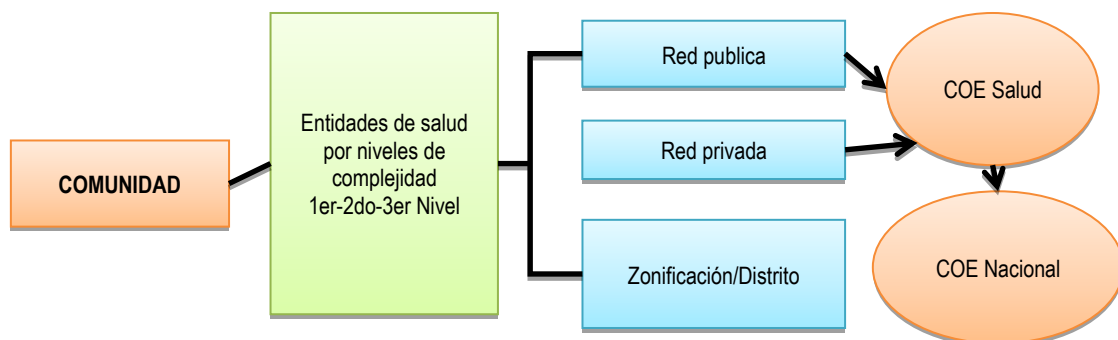 COMUNIDAD
Entidades de salud
por niveles de
complejidad
1er-2do-3er Nivel
Red publica
Red privada
Zonificación/Distrito
COE Salud
COE Nacional